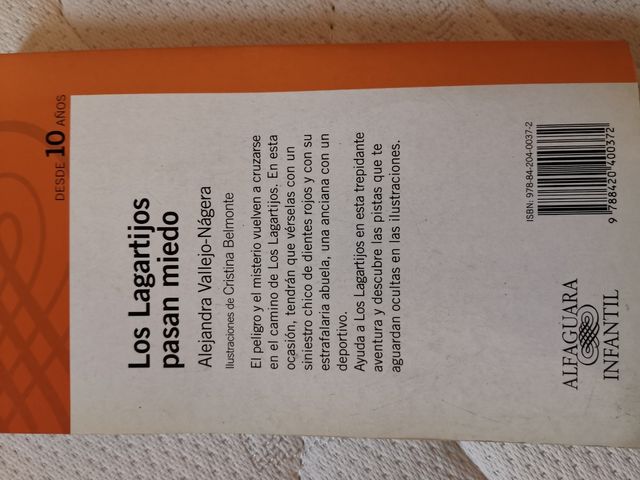 DESDE 10 AÑOS
Los Lagartijos
pasan miedo
Alejandra Vallejo-Nágera
Ilustraciones de Cristina Belmonte
El peligro y el misterio vuelven a cruzarse
en el camino de Los Lagartijos. En esta
ocasión, tendrán que vérselas con un
siniestro chico de dientes rojos y con su
estrafalaria abuela, una anciana con un
deportivo.
Ayuda a Los Lagartijos en esta trepidante
aventura y descubre las pistas que te
aguardan ocultas en las ilustraciones.
ALFAGUARA
INFANTIL
ISBN: 978-84-204-0037-2
9 788420 400372